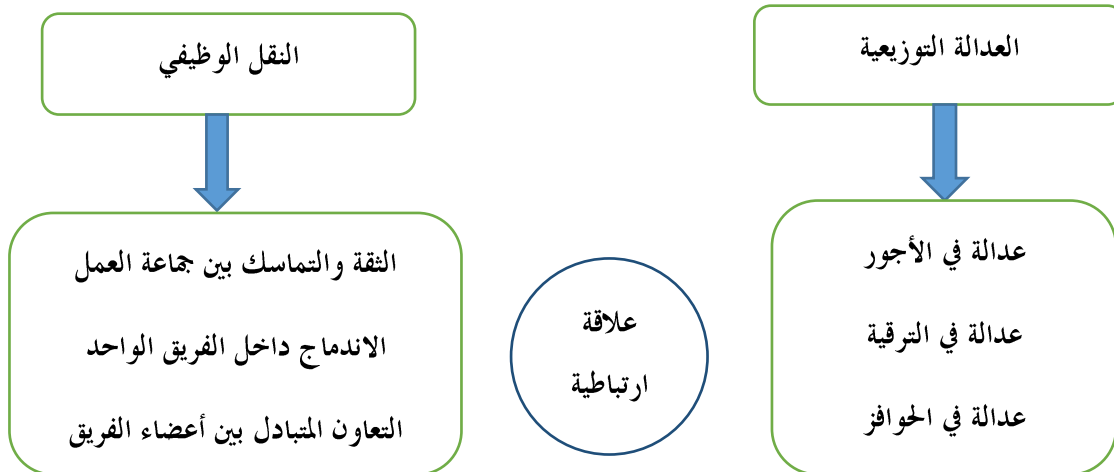 العدالة التوزيعية
النقل الوظيفي
عدالة في الأجور
عدالة في الترقية
عدالة في الحوافز
علاقة
ارتباطية
الثقة والتماسك بين جماعة العمل
الاندماج داخل الفريق الواحد
التعاون المتبادل بين أعضاء الفريق